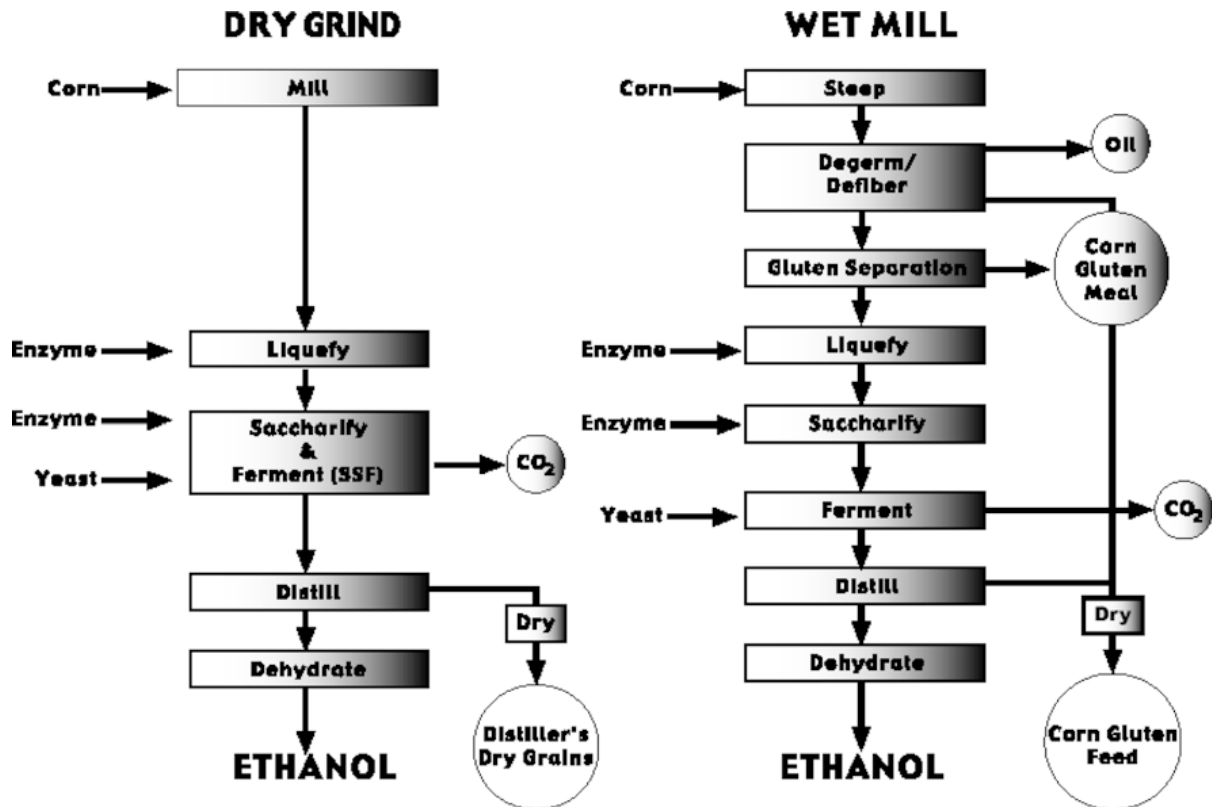 DRY GRIND
Corn
Mill
Enzyme
Liquefy
Enzyme
Saccharify
&
Ferment (SSF)
Yeast
CO2
Distill
Dry
Dehydrate
Distiller's
Dry Grains
ETHANOL
WET MILL
Corn
Steep
Degerm/
Defiber
Oil
Gluten Separation
Corn
Gluten
Meal
Enzyme
Liquefy
Enzyme
Saccharify
Yeast
Ferment
CO2
Distill
Dry
Dehydrate
Corn Gluten
Feed
ETHANOL